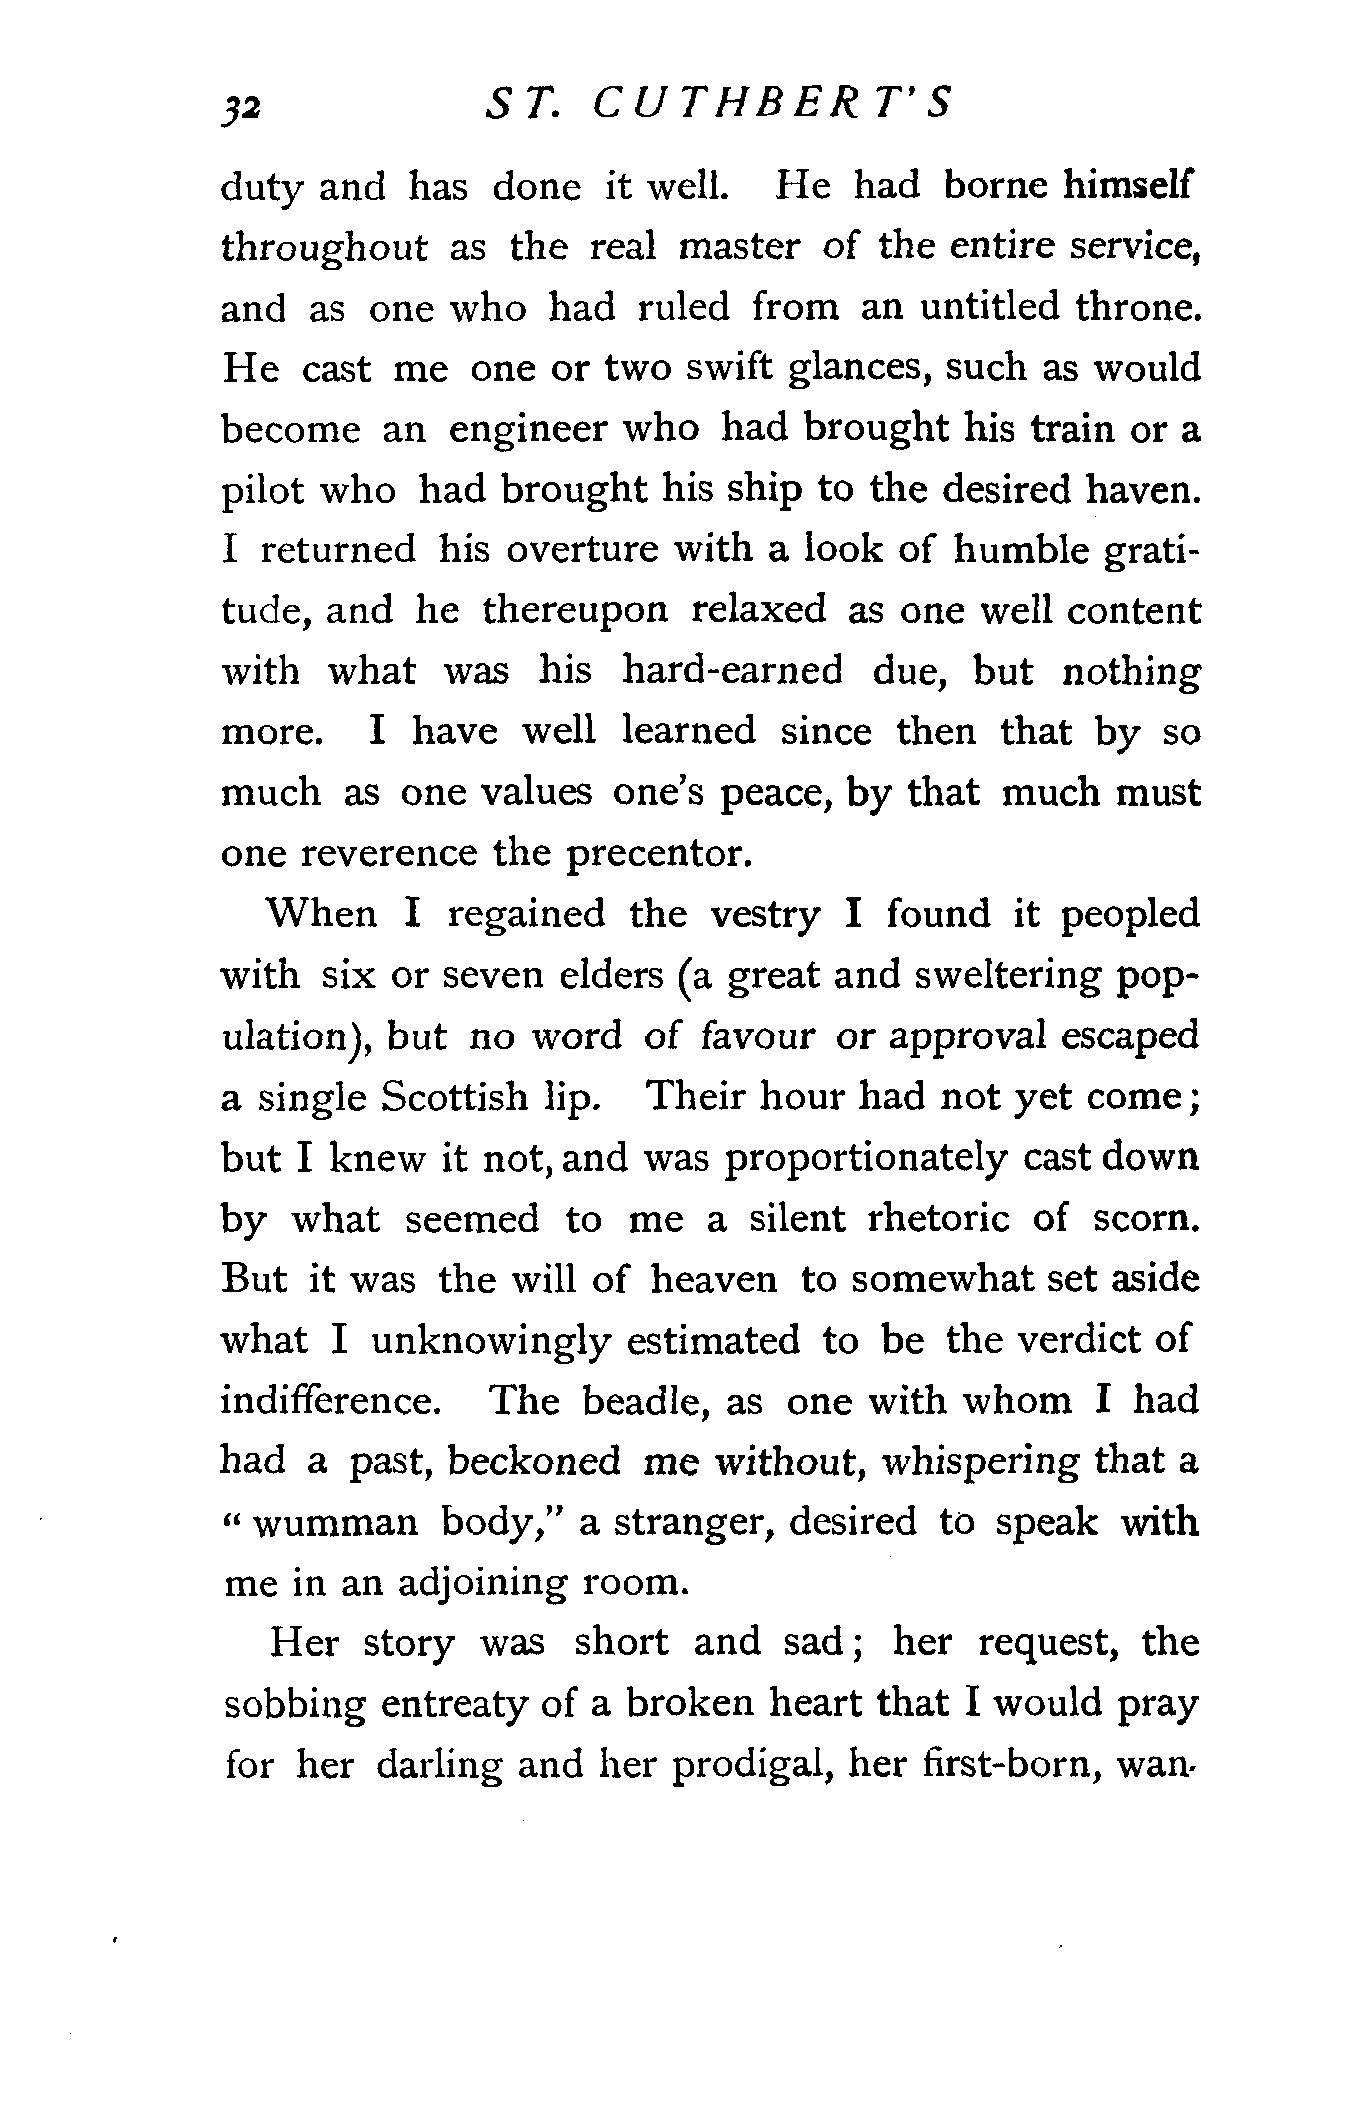 32 ST. CUTHBERT'S
duty and has done it well. He had borne himself
throughout as the real master of the entire service,
and as one who had ruled from an untitled throne.
He cast me one or two swift glances, such as would
become an engineer who had brought his train or a
pilot who had brought his ship to the desired haven.
I returned his overture with a look of humble grati-
tude, and he thereupon relaxed as one well content
with what was his hard-earned due, but nothing
more. I have well learned since then that by so
much as one values one's peace, by that much must
one reverence the precentor.
When I regained the vestry I found it peopled
with six or seven elders (a great and sweltering pop-
ulation), but no word of favour or approval escaped
a single Scottish lip. Their hour had not yet come;
but I knew it not, and was proportionately cast down
by what seemed to me a silent rhetoric of scorn.
But it was the will of heaven to somewhat set aside
what I unknowingly estimated to be the verdict of
indifference. The beadle, as one with whom I had
had a past, beckoned me without, whispering that a
"wumman body," a stranger, desired to speak with
me in an adjoining room.
Her story was short and sad; her request, the
sobbing entreaty of a broken heart that I would pray
for her darling and her prodigal, her first-born, wan-